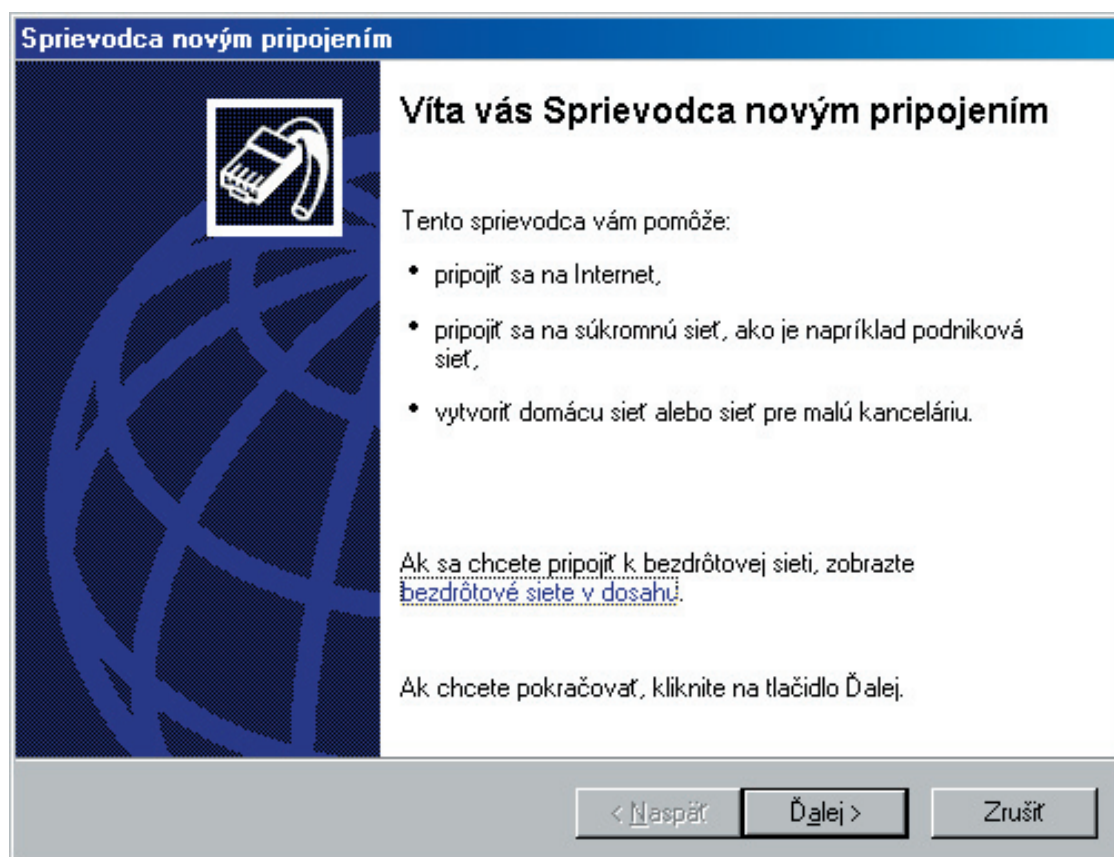 Sprievodca novým pripojením
Víta vás Sprievodca novým pripojením
Tento sprievodca vám pomôže:
• pripojiť sa na Internet,
• pripojiť sa na súkromnú sieť, ako je napríklad podniková
sieť,
• vytvoriť domácu sieť alebo sieť pre malú kanceláriu.
Ak sa chcete pripojiť k bezdrôtovej sieti, zobrazte
bezdrôtové siete v dosahu.
Ak chcete pokračovať, kliknite na tlačidlo Ďalej.
< Naspäť Ďalej > Zrušiť